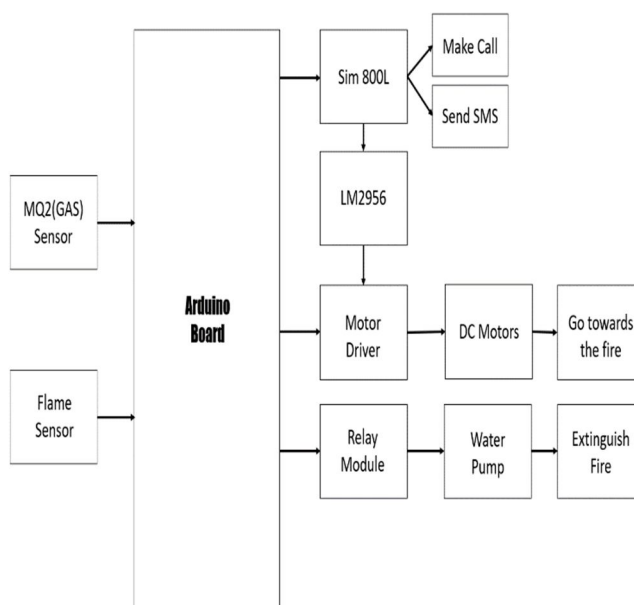 Make Call
Sim 800L
Send SMS
MQ2(GAS)
Sensor
LM2956
Arduino
Board
Motor
Driver
DC Motors
Go towards
the fire
Flame
Sensor
Relay
Module
Water
Pump
Extinguish
Fire